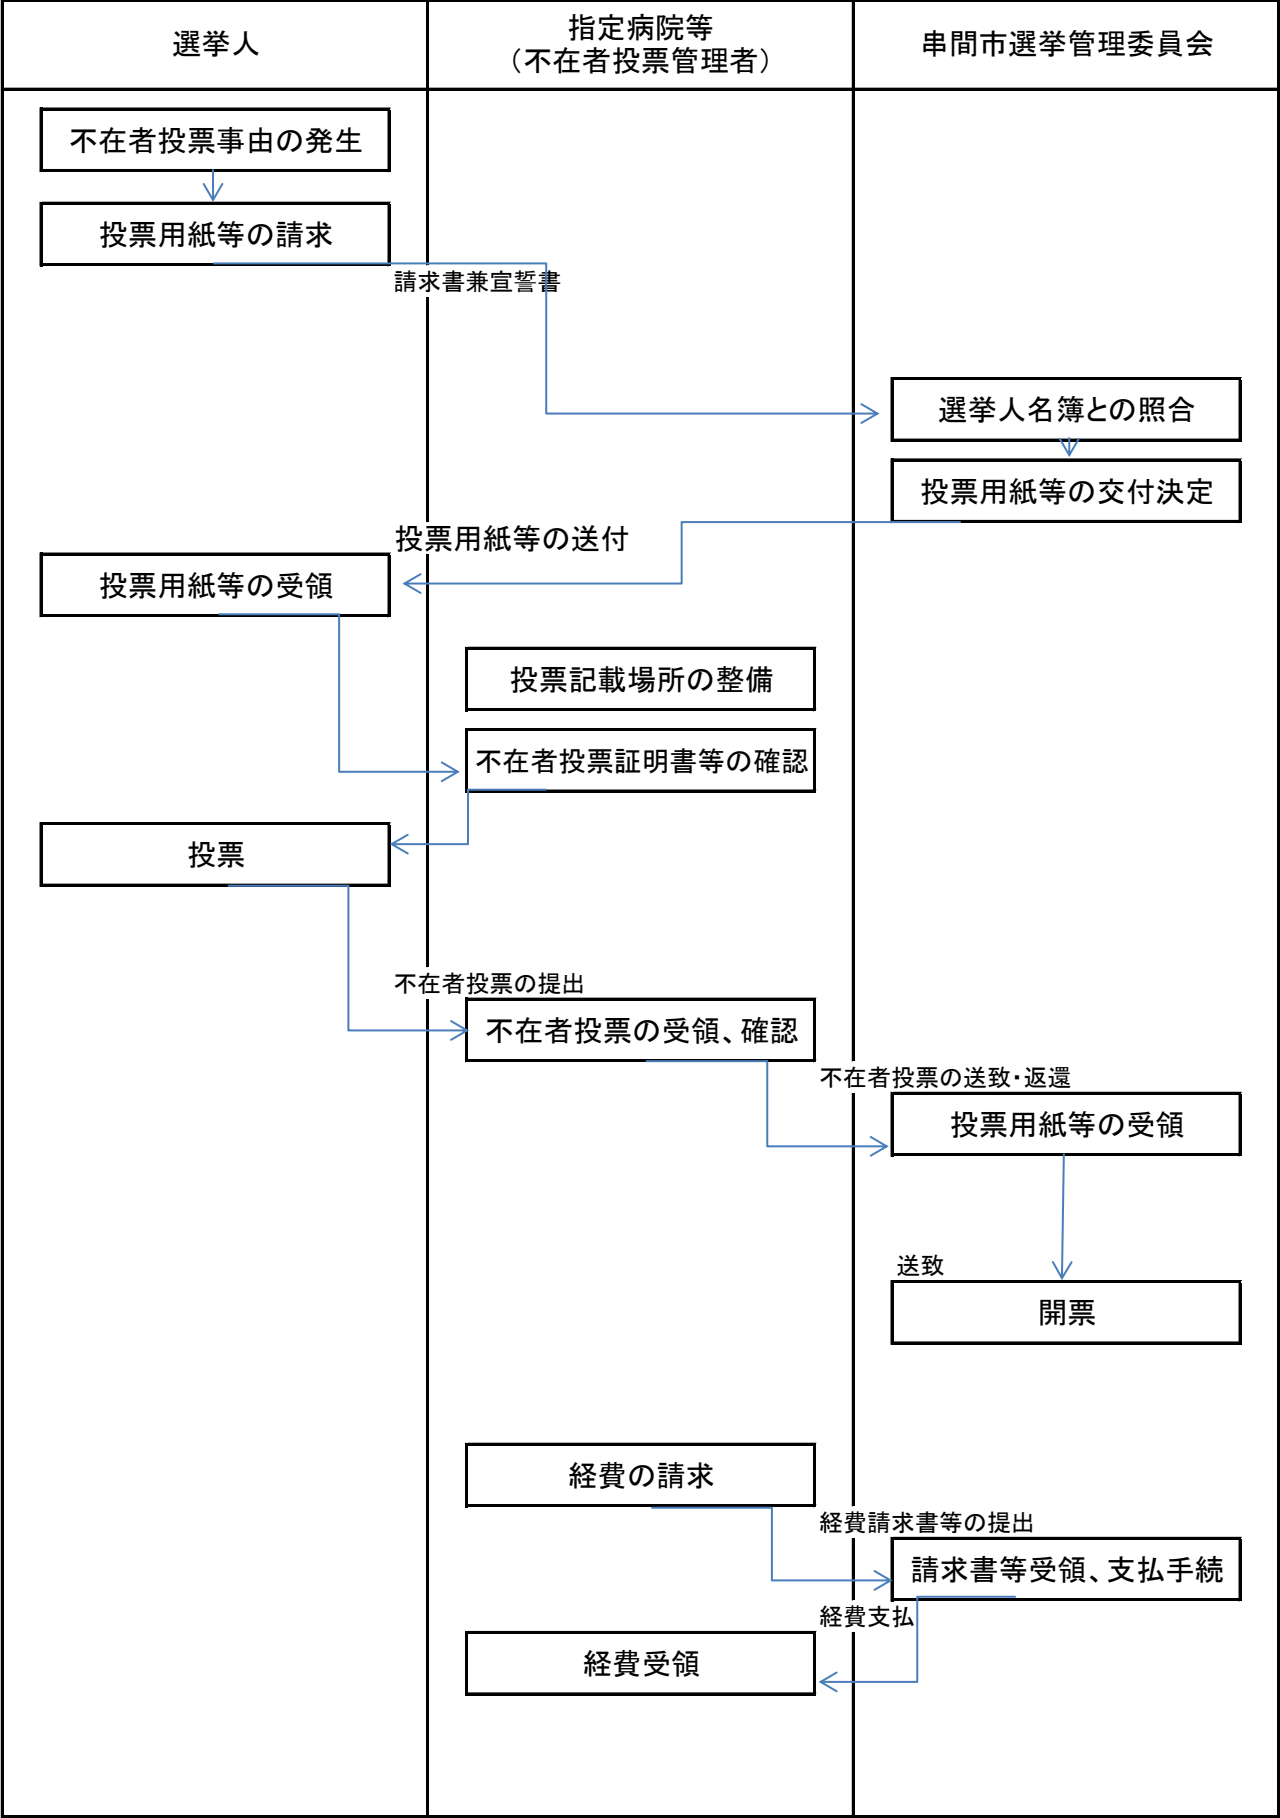 選挙人
指定病院等
（不在者投票管理者）
串間市選挙管理委員会
不在者投票事由の発生
投票用紙等の請求
請求書兼宣誓書
選挙人名簿との照合
投票用紙等の交付決定
投票用紙等の送付
投票用紙等の受領
投票記載場所の整備
不在者投票証明書等の確認
投票
不在者投票の提出
不在者投票の受領、確認
不在者投票の送致・返還
投票用紙等の受領
送致
開票
経費の請求
経費請求書等の提出
請求書等受領、支払手続
経費支払
経費受領